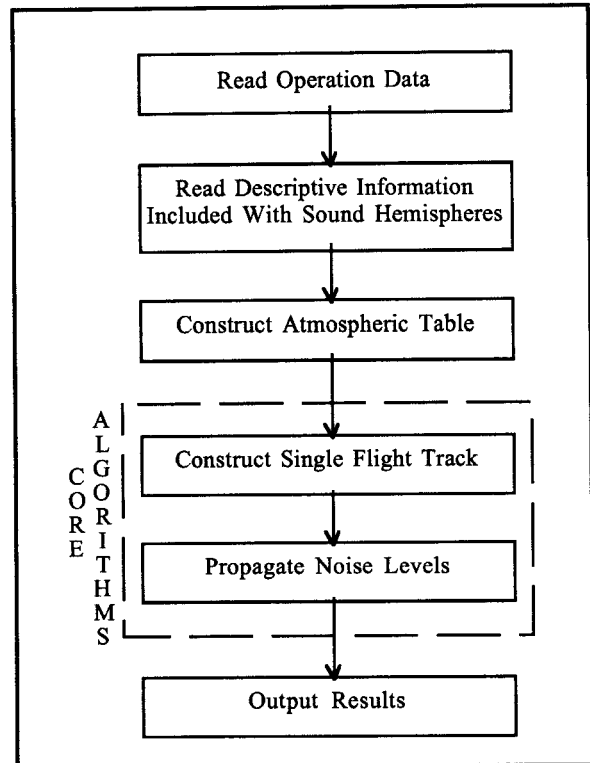 Read Operation Data
Read Descriptive Information
Included With Sound Hemispheres
Construct Atmospheric Table
CORE
ALGORITHMS
Construct Single Flight Track
Propagate Noise Levels
Output Results